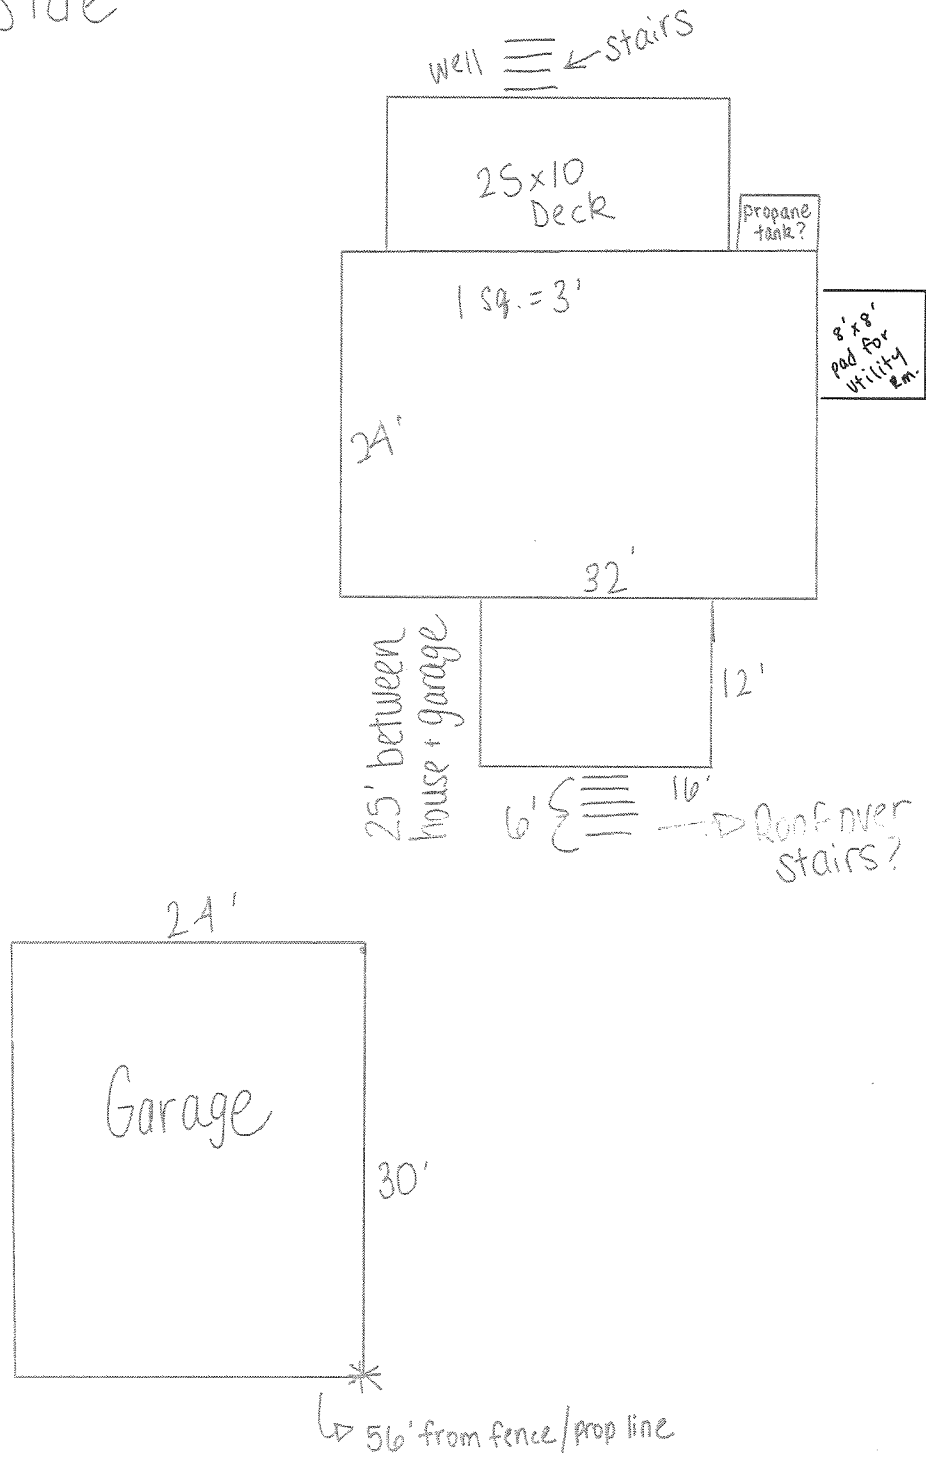 side
well
stairs
25x10
Deck
propane
tank?
1 sq. = 3'
8'x8'
pad for
utility
Rm.
24'
32'
25' between
house + garage
12'
16'
6'
Roof over
stairs?
24'
Garage
30'
56' from fence/prop line